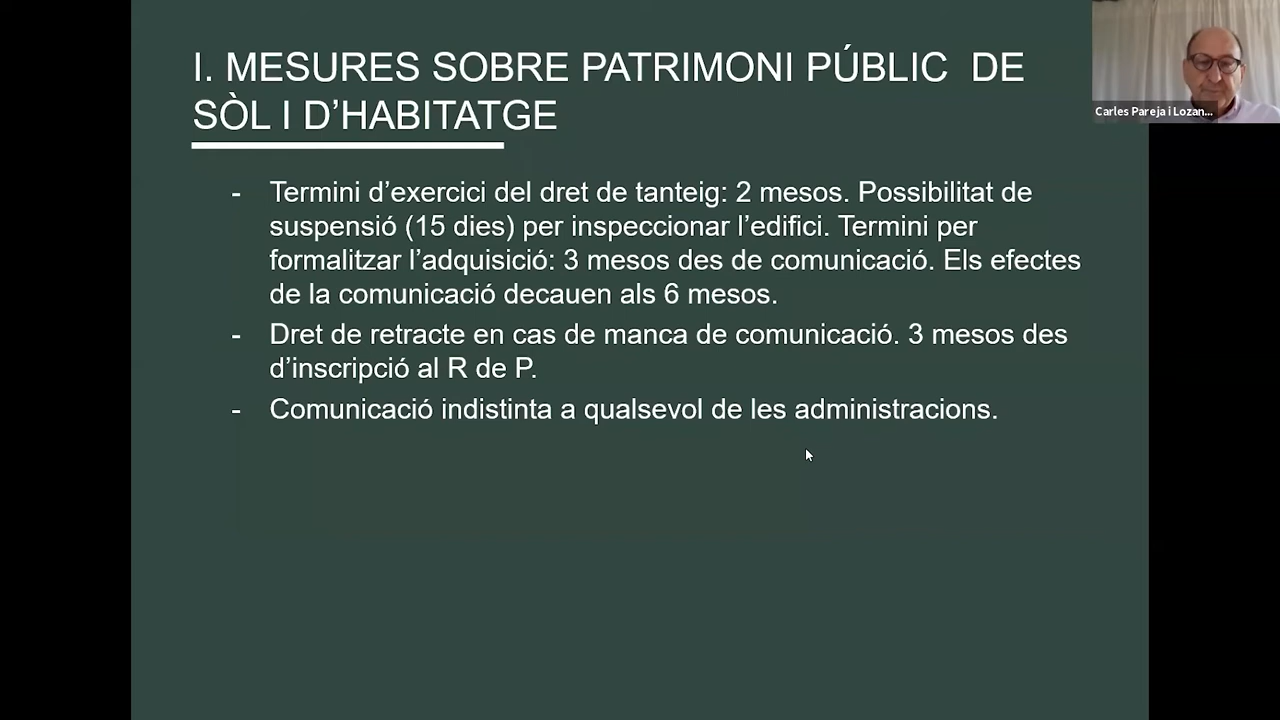 I. MESURES SOBRE PATRIMONI PÚBLIC DE
SÒL I D'HABITATGE
Carles Pareja i Lozan...
- Termini d'exercici del dret de tanteig: 2 mesos. Possibilitat de
suspensió (15 dies) per inspeccionar l'edifici. Termini per
formalitzar l'adquisició: 3 mesos des de comunicació. Els efectes
de la comunicació decauen als 6 mesos.
- Dret de retracte en cas de manca de comunicació. 3 mesos des
d'inscripció al R de P.
- Comunicació indistinta a qualsevol de les administracions.